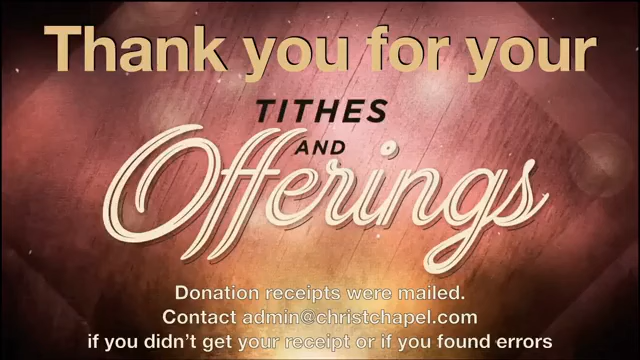 Thank you for your
TITHES
AND
Offerings
Donation receipts were mailed.
Contact admin@christchapel.com
if you didn't get your receipt or if you found errors